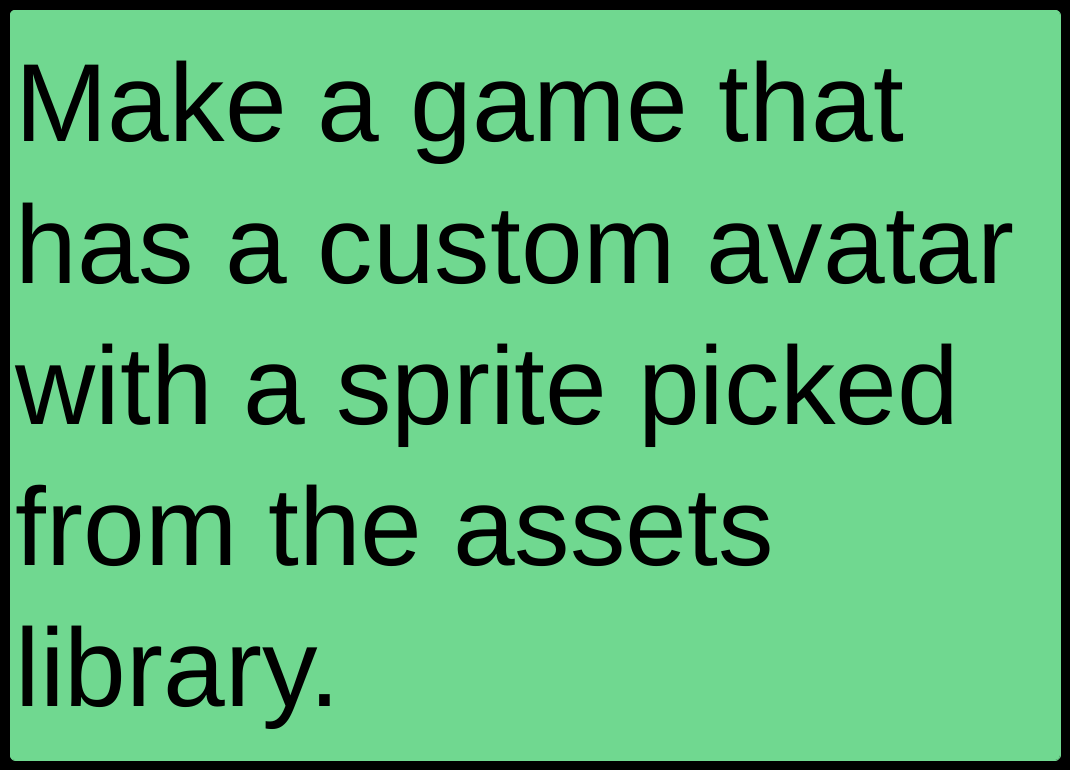 Make a game that
has a custom avatar
with a sprite picked
from the assets
library.